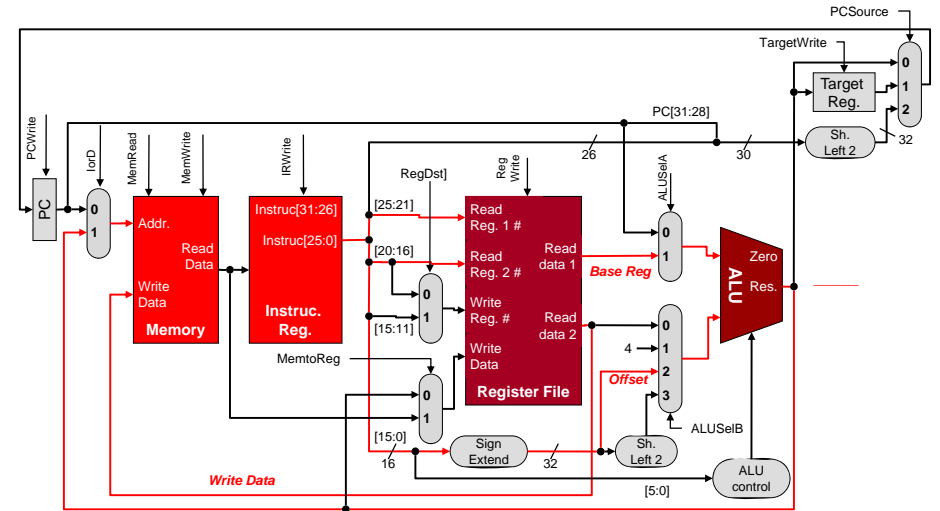 PCSource
TargetWrite
0
Target
Reg.
1
2
PC[31:28]
Sh.
Left 2
32
26
30
PCWrite
IorD
MemRead
MemWrite
IRWrite
RegDst]
Reg
Write
ALUSelA
PC
0
1
Addr.
Read
Data
Write
Data
Memory
Instruc[31:26]
Instruc[25:0]
Instruc.
Reg.
[25:21]
[20:16]
0
1
[15:11]
MemtoReg
0
1
Read
Reg. 1 #
Read
Reg. 2 #
Write
Reg. #
Write
Data
Read
data 1
Read
data 2
Register File
Base Reg
0
1
ALU
Zero
Res.
4
0
1
2
3
Offset
ALUSelB
[15:0]
16
Sign
Extend
32
Sh.
Left 2
ALU
control
[5:0]
Write Data